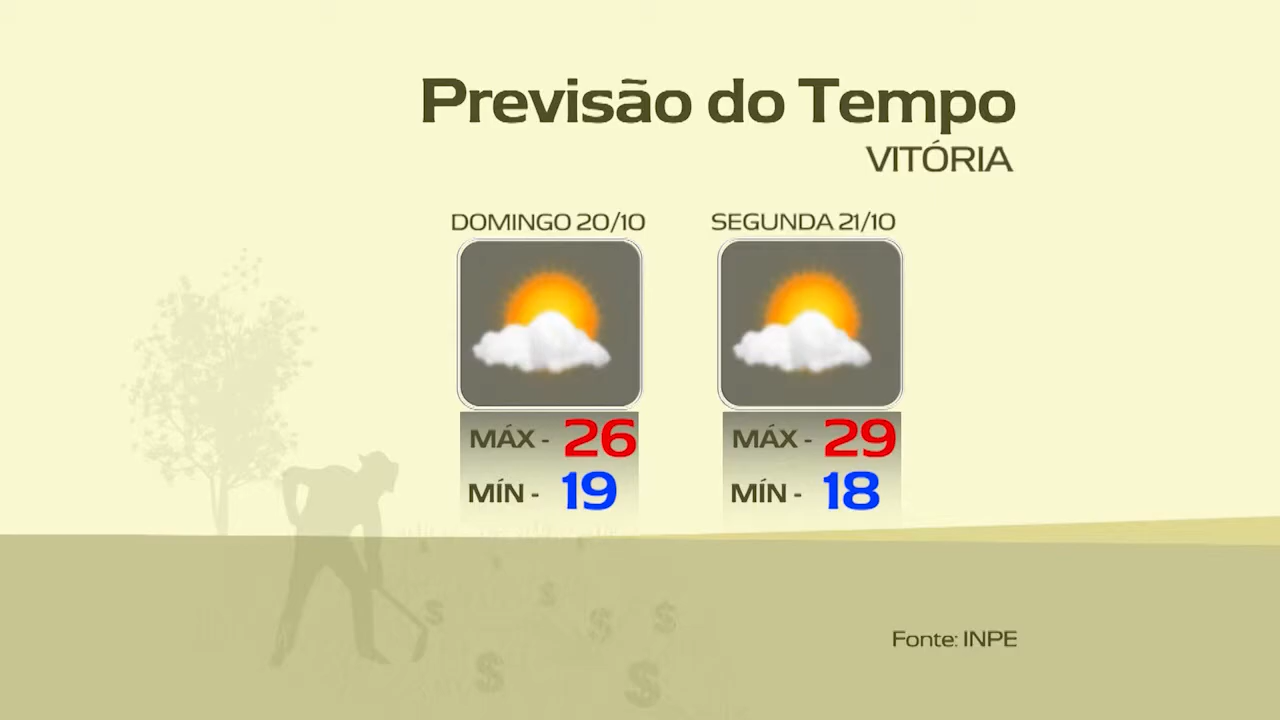 Previsão do Tempo
VITÓRIA
DOMINGO 20/10
MÁX - 26
MÍN - 19
SEGUNDA 21/10
MÁX - 29
MÍN - 18
$
$
$
$
$
Fonte: INPE